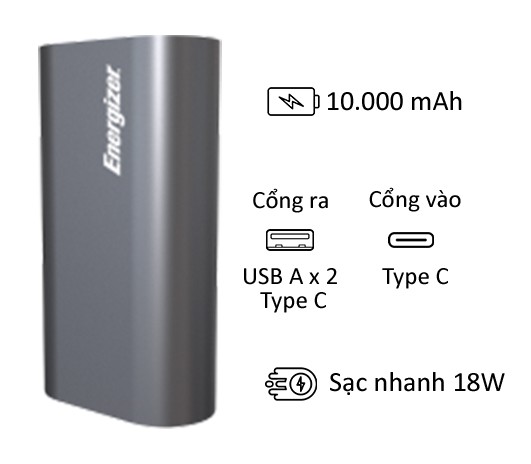 Energizer
10.000 mAh
Cổng ra
Cổng vào
USB A x 2
Type C
Type C
Sạc nhanh 18W